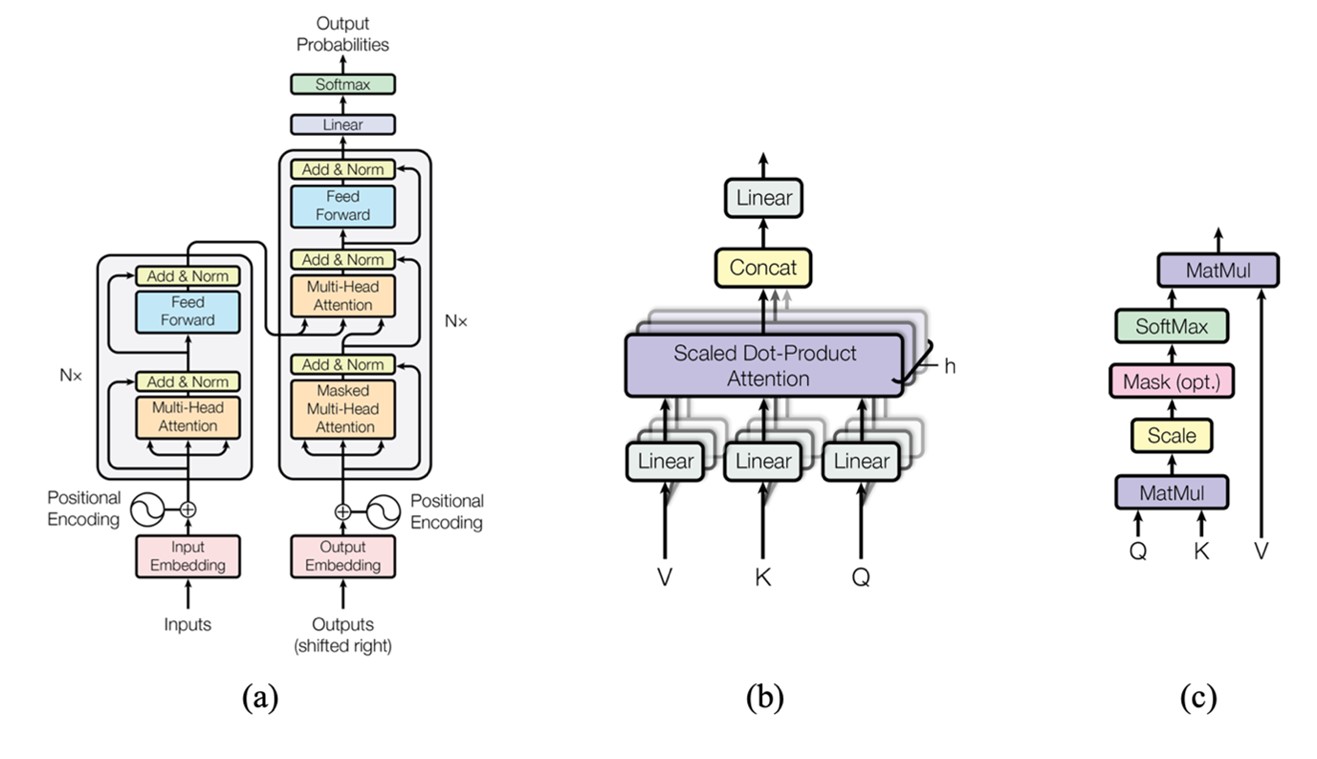 Output
Probabilities
Softmax
Linear
Add & Norm
Feed
Forward
Add & Norm
Multi-Head
Attention
Add & Norm
Masked
Multi-Head
Attention
Nx
Add & Norm
Feed
Forward
Add & Norm
Multi-Head
Attention
Nx
Positional
Encoding
Positional
Encoding
Input
Embedding
Output
Embedding
Inputs
Outputs
(shifted right)
(a)
Linear
Concat
Scaled Dot-Product
Attention
h
Linear
Linear
Linear
V
K
Q
(b)
MatMul
SoftMax
Mask (opt.)
Scale
MatMul
Q
K
V
(c)